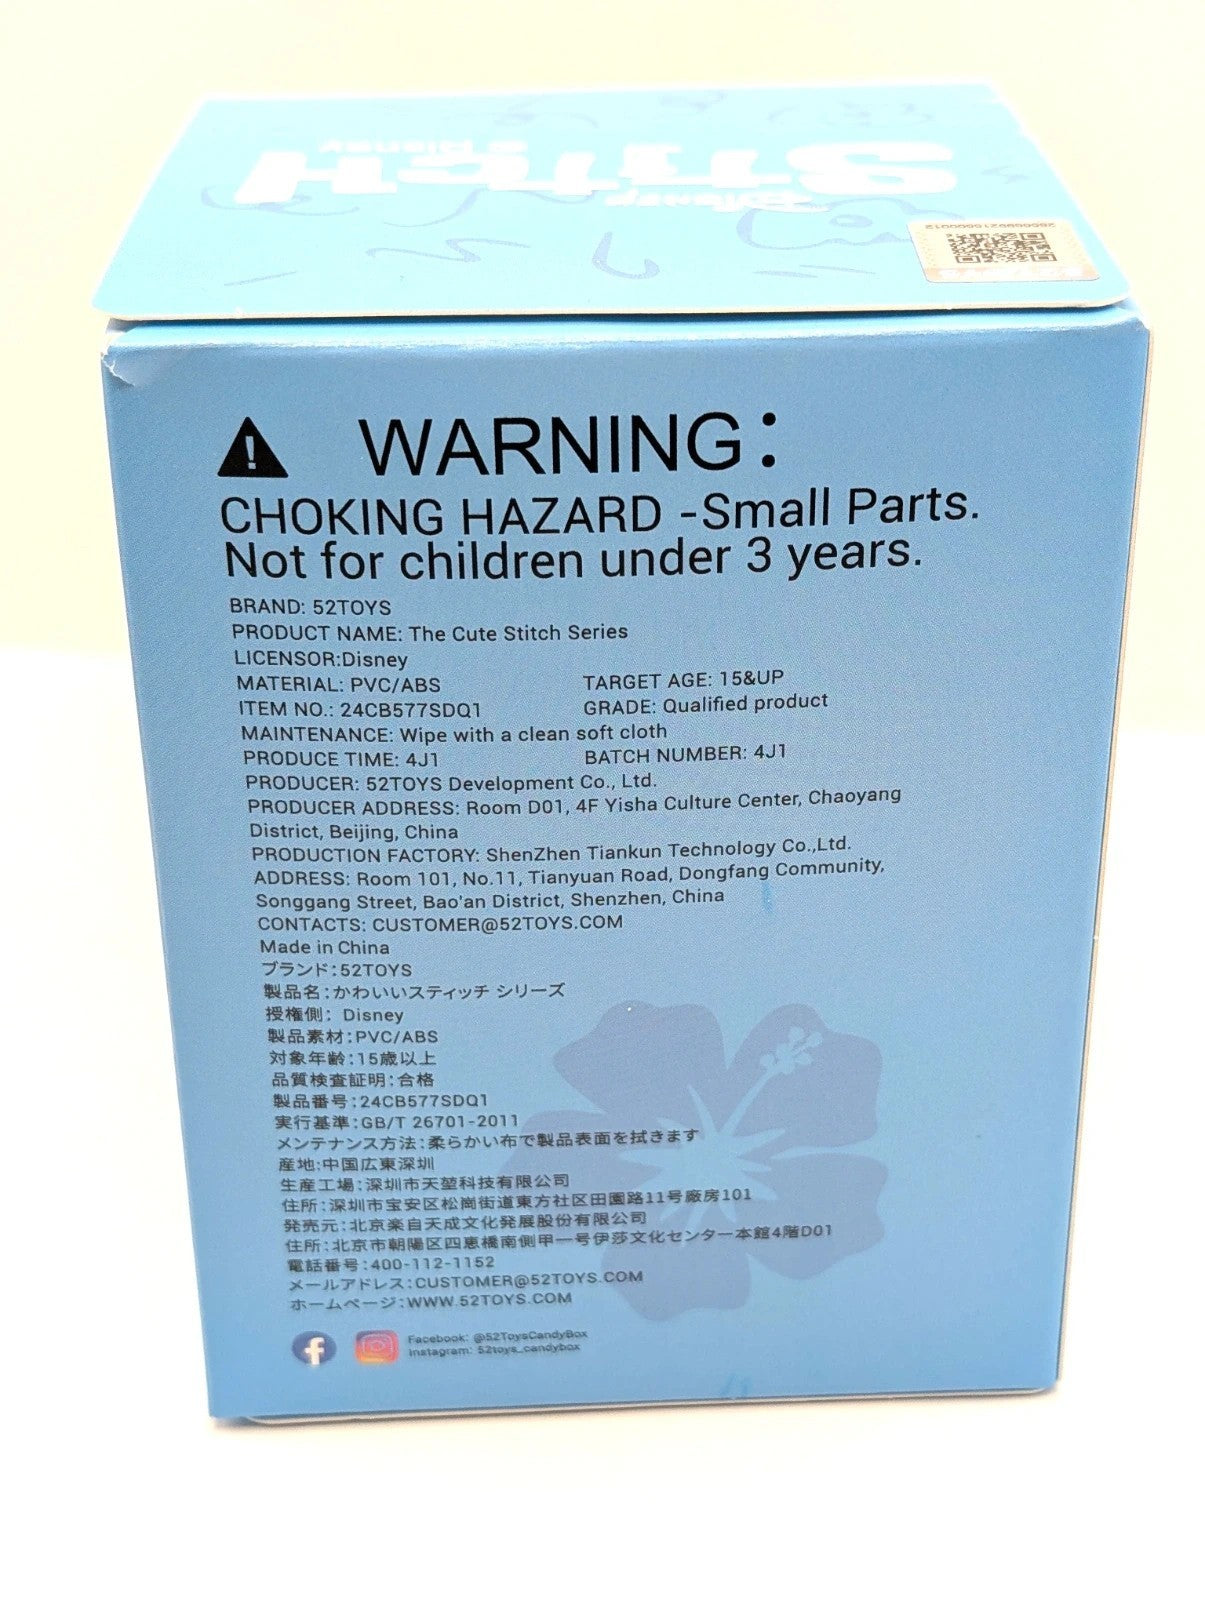 © Disney
Disney
STITCH
52TOYS
WARNING:
CHOKING HAZARD -Small Parts.
Not for children under 3 years.
BRAND: 52TOYS
PRODUCT NAME: The Cute Stitch Series
LICENSOR:Disney
MATERIAL: PVC/ABS TARGET AGE: 15&UP
ITEM NO.: 24CB577SDQ1 GRADE: Qualified product
MAINTENANCE: Wipe with a clean soft cloth
PRODUCE TIME: 4J1 BATCH NUMBER: 4J1
PRODUCER: 52TOYS Development Co., Ltd.
PRODUCER ADDRESS: Room D01, 4F Yisha Culture Center, Chaoyang
District, Beijing, China
PRODUCTION FACTORY: ShenZhen Tiankun Technology Co.,Ltd.
ADDRESS: Room 101, No.11, Tianyuan Road, Dongfang Community,
Songgang Street, Bao'an District, Shenzhen, China
CONTACTS: CUSTOMER@52TOYS.COM
Made in China
ブランド:52TOYS
製品名:かわいいスティッチ シリーズ
授権側: Disney
製品素材:PVC/ABS
対象年齢:15歳以上
品質検査証明:合格
製品番号:24CB577SDQ1
実行基準:GB/T 26701-2011
メンテナンス方法:柔らかい布で製品表面を拭きます
産地:中国広東深圳
生産工場:深圳市天堃科技有限公司
住所:深圳市宝安区松崗街道東方社区田園路11号廠房101
発売元:北京楽自天成文化発展股份有限公司
住所:北京市朝陽区四恵橋南側甲一号伊莎文化センター本館4階D01
電話番号:400-112-1152
メールアドレス:CUSTOMER@52TOYS.COM
ホームページ:WWW.52TOYS.COM
Facebook: @52ToysCandyBox
Instagram: 52toys_candybox